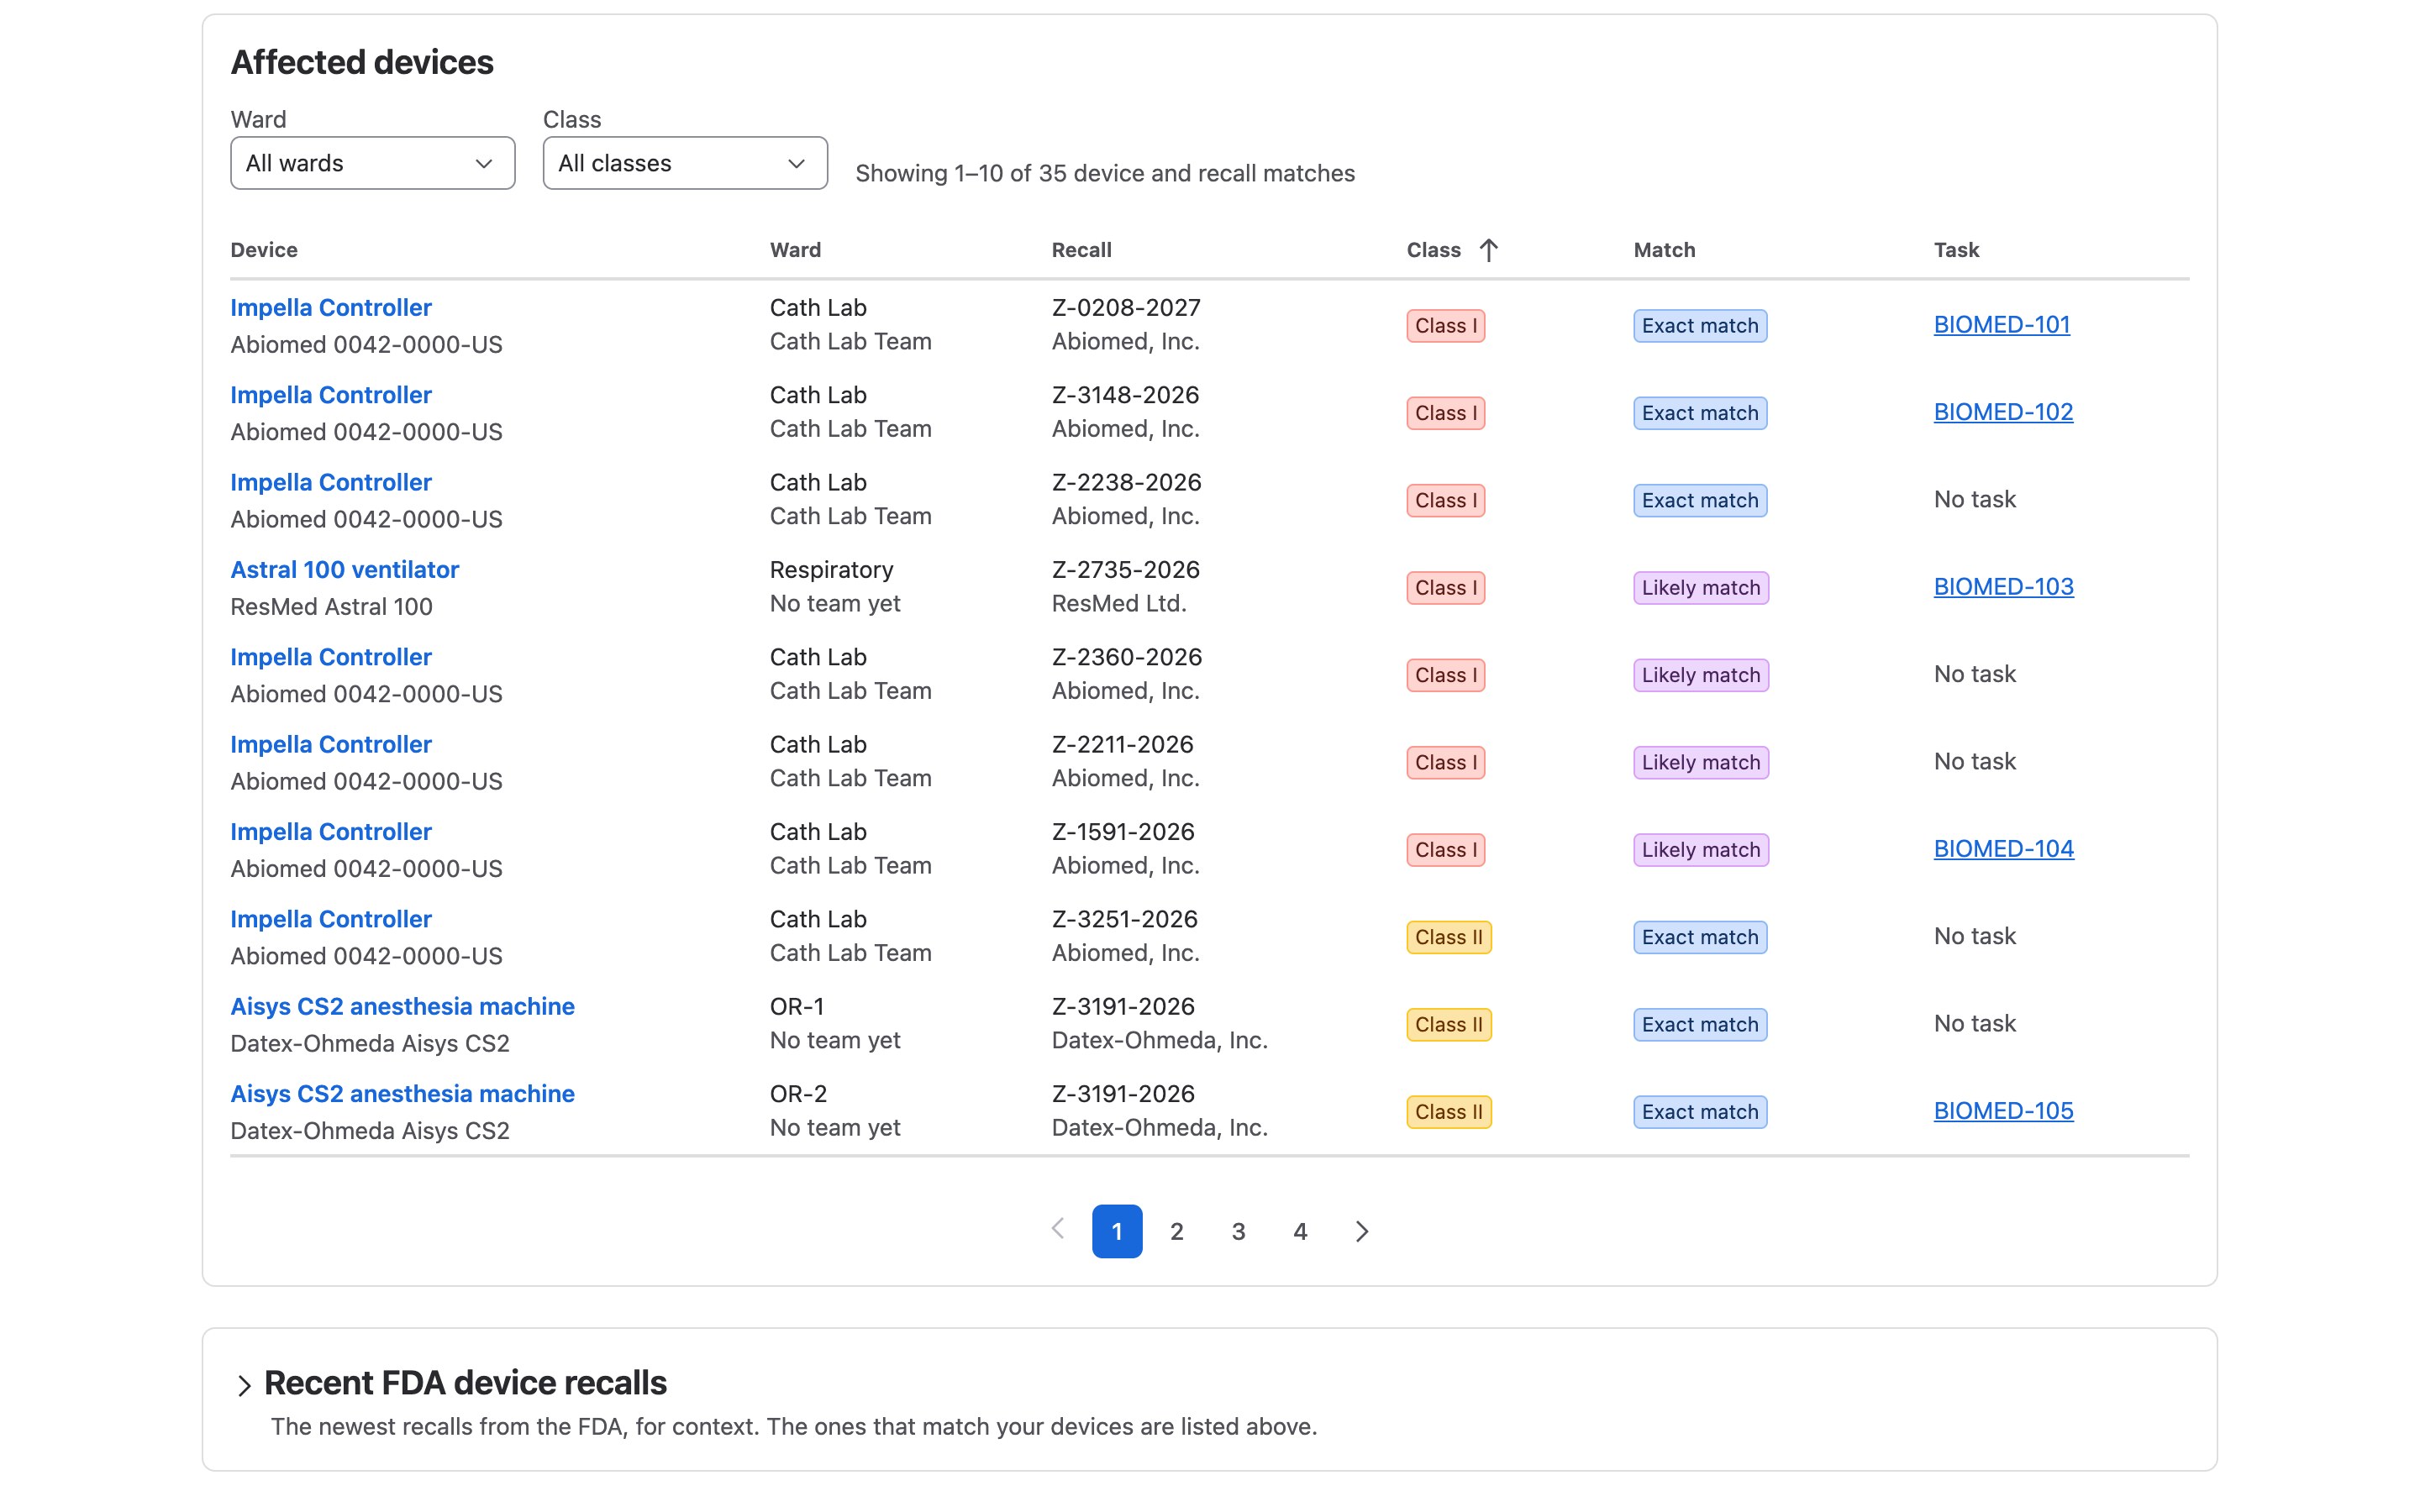 Affected devices
Ward
Class
All wards
All classes
Showing 1–10 of 35 device and recall matches
Device Ward Recall Class Match Task
Impella Controller Cath Lab Z-0208-2027 Class I Exact match BIOMED-101
Abiomed 0042-0000-US Cath Lab Team Abiomed, Inc.
Impella Controller Cath Lab Z-3148-2026 Class I Exact match BIOMED-102
Abiomed 0042-0000-US Cath Lab Team Abiomed, Inc.
Impella Controller Cath Lab Z-2238-2026 Class I Exact match No task
Abiomed 0042-0000-US Cath Lab Team Abiomed, Inc.
Astral 100 ventilator Respiratory Z-2735-2026 Class I Likely match BIOMED-103
ResMed Astral 100 No team yet ResMed Ltd.
Impella Controller Cath Lab Z-2360-2026 Class I Likely match No task
Abiomed 0042-0000-US Cath Lab Team Abiomed, Inc.
Impella Controller Cath Lab Z-2211-2026 Class I Likely match No task
Abiomed 0042-0000-US Cath Lab Team Abiomed, Inc.
Impella Controller Cath Lab Z-1591-2026 Class I Likely match BIOMED-104
Abiomed 0042-0000-US Cath Lab Team Abiomed, Inc.
Impella Controller Cath Lab Z-3251-2026 Class II Exact match No task
Abiomed 0042-0000-US Cath Lab Team Abiomed, Inc.
Aisys CS2 anesthesia machine OR-1 Z-3191-2026 Class II Exact match No task
Datex-Ohmeda Aisys CS2 No team yet Datex-Ohmeda, Inc.
Aisys CS2 anesthesia machine OR-2 Z-3191-2026 Class II Exact match BIOMED-105
Datex-Ohmeda Aisys CS2 No team yet Datex-Ohmeda, Inc.
1 2 3 4
Recent FDA device recalls
The newest recalls from the FDA, for context. The ones that match your devices are listed above.